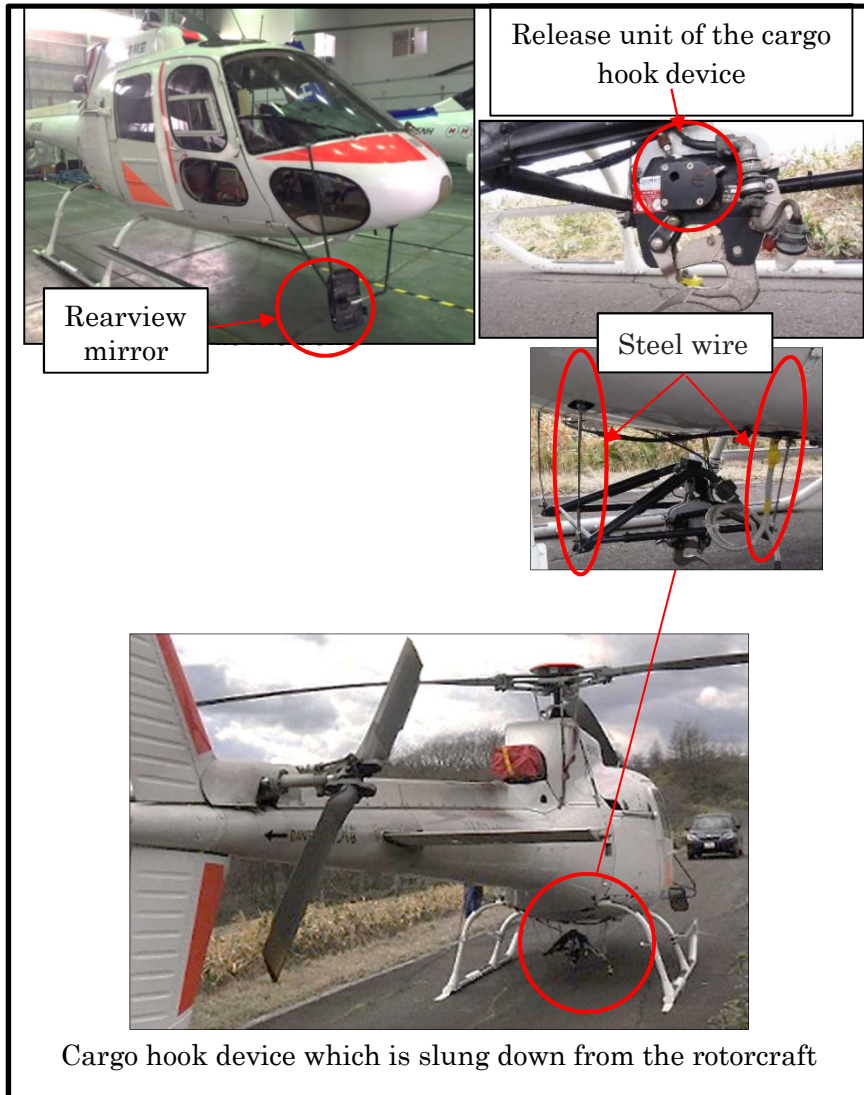 Release unit of the cargo
hook device
Rearview
mirror
Steel wire
Cargo hook device which is slung down from the rotorcraft